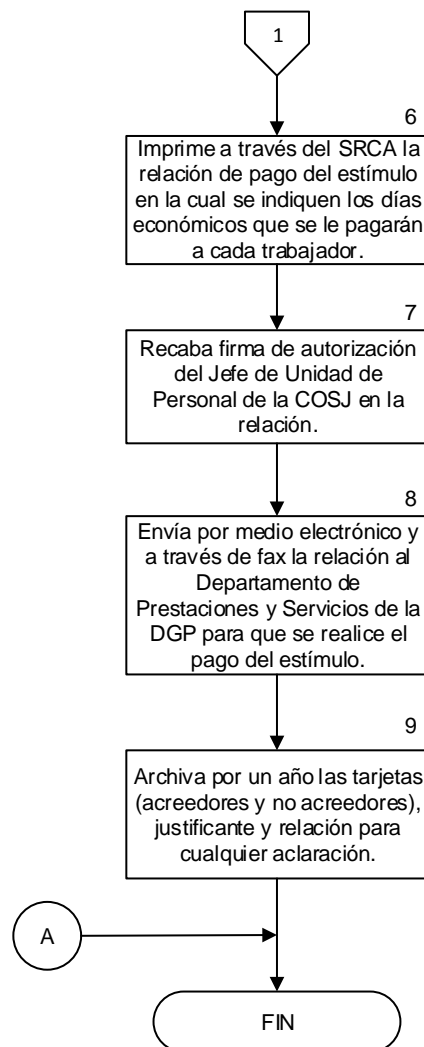 1
6
Imprime a través del SRCA la
relación de pago del estímulo
en la cual se indiquen los días
económicos que se le pagarán
a cada trabajador.
7
Recaba firma de autorización
del Jefe de Unidad de
Personal de la COSJ en la
relación.
8
Envía por medio electrónico y
a través de fax la relación al
Departamento de
Prestaciones y Servicios de la
DGP para que se realice el
pago del estímulo.
9
Archiva por un año las tarjetas
(acreedores y no acreedores),
justificante y relación para
cualquier aclaración.
A
FIN